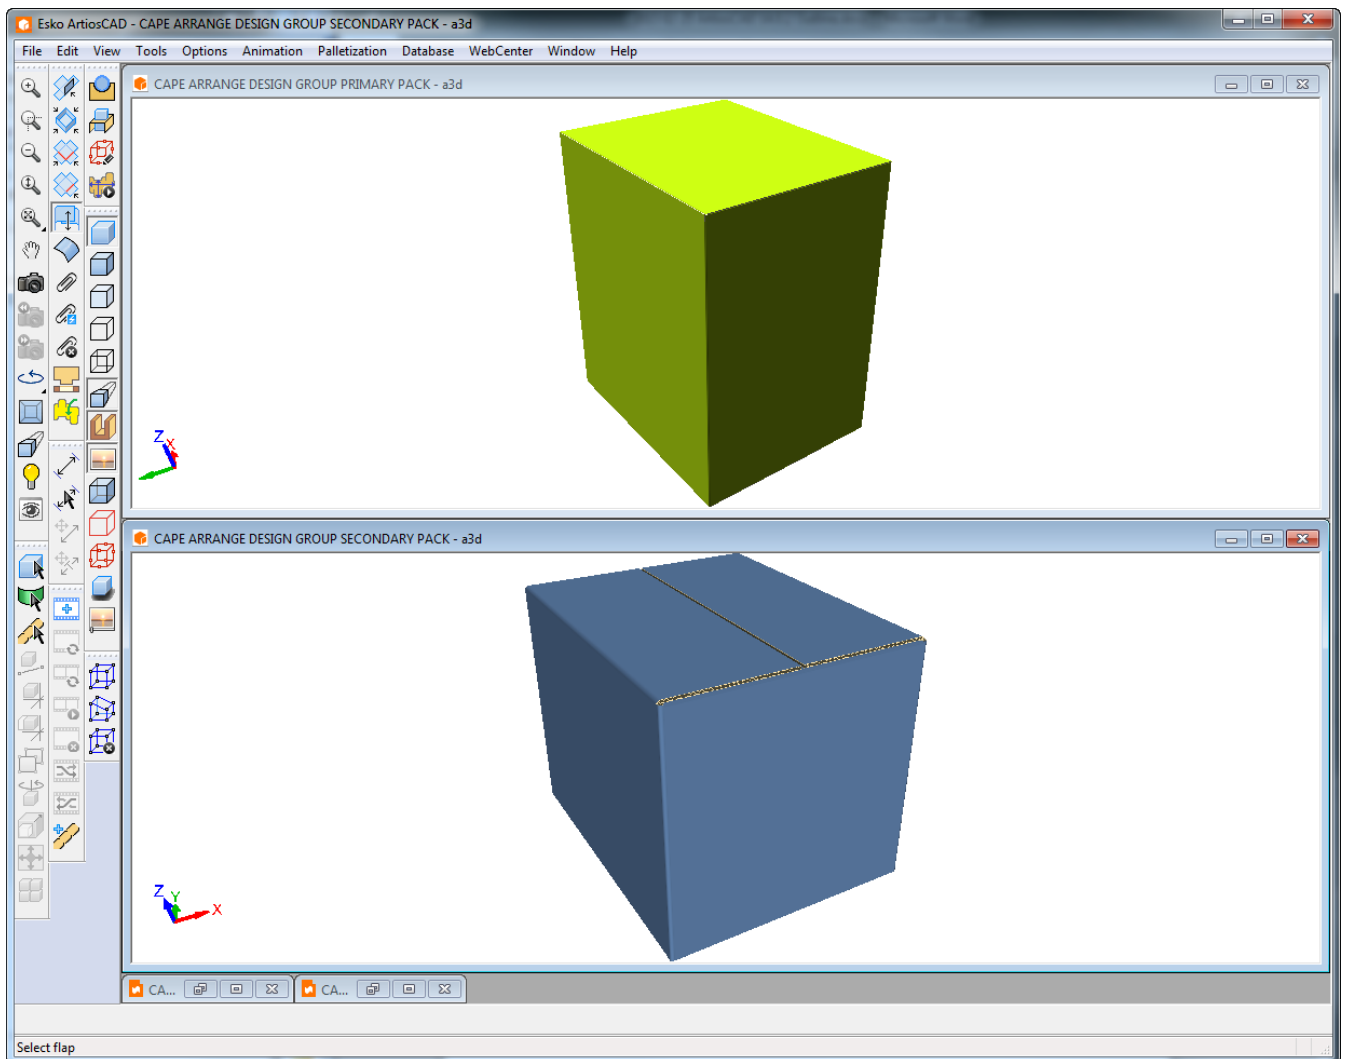 Esko ArtiosCAD - CAPE ARRANGE DESIGN GROUP SECONDARY PACK - a3d
File Edit View Tools Options Animation Palletization Database WebCenter Window Help
CAPE ARRANGE DESIGN GROUP PRIMARY PACK - a3d
Z
X
CAPE ARRANGE DESIGN GROUP SECONDARY PACK - a3d
Z
Y
X
CA... CA...
Select flap